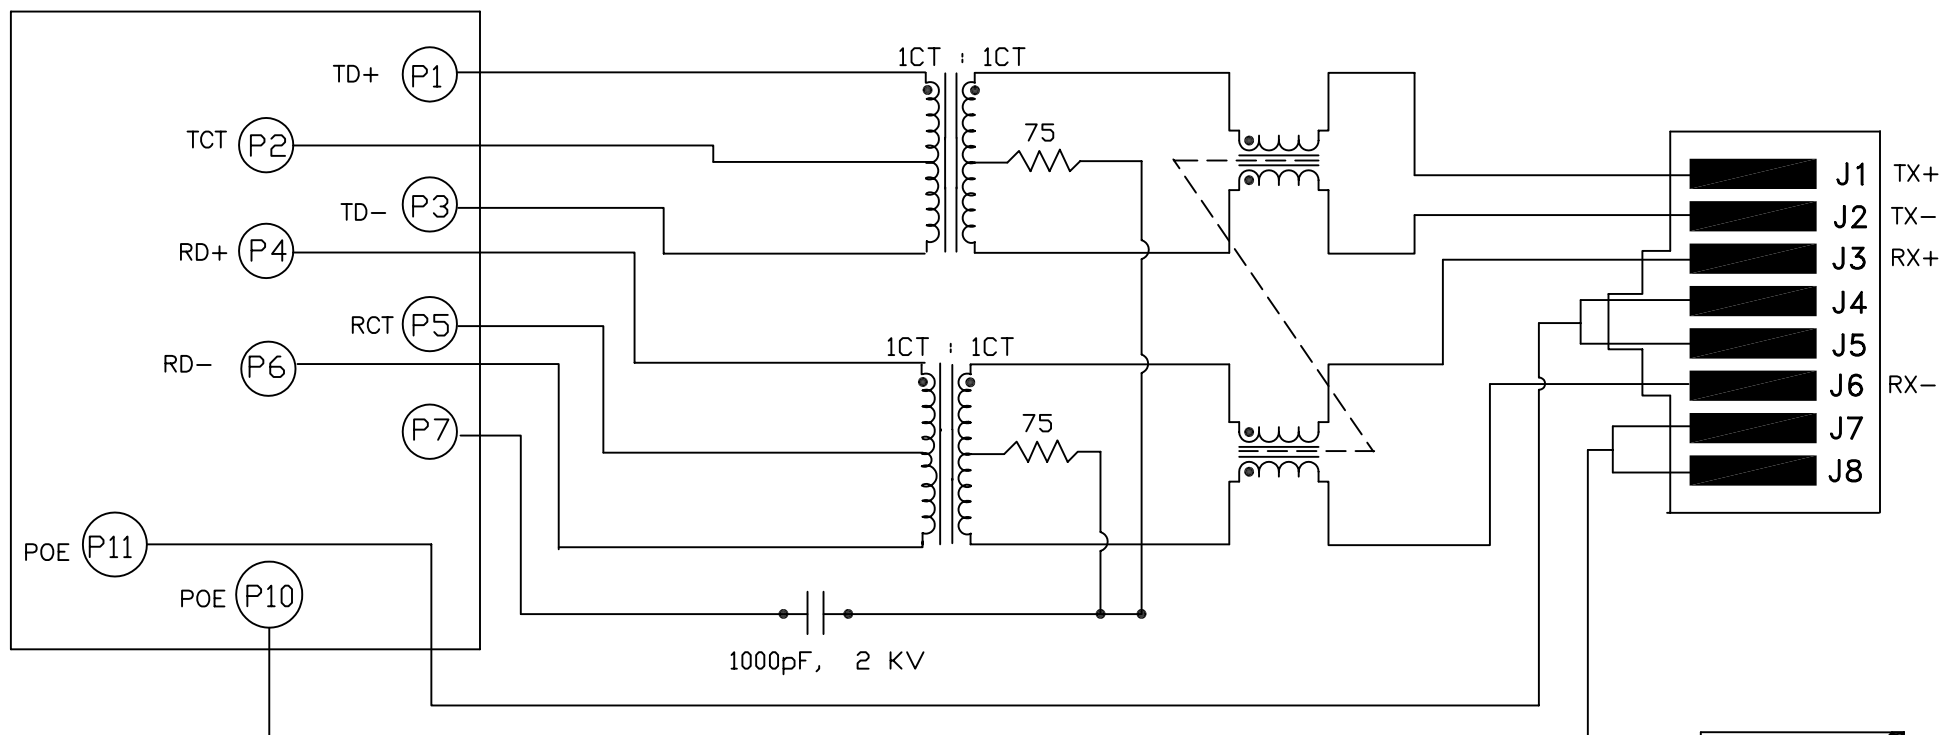 1CT : 1CT
TD+ P1
TCT P2
75
TD- P3
RD+ P4
RCT P5
RD- P6
1CT : 1CT
P7
75
POE P11
POE P10
1000pF, 2 KV
J1 TX+
J2 TX-
J3 RX+
J4
J5
J6 RX-
J7
J8